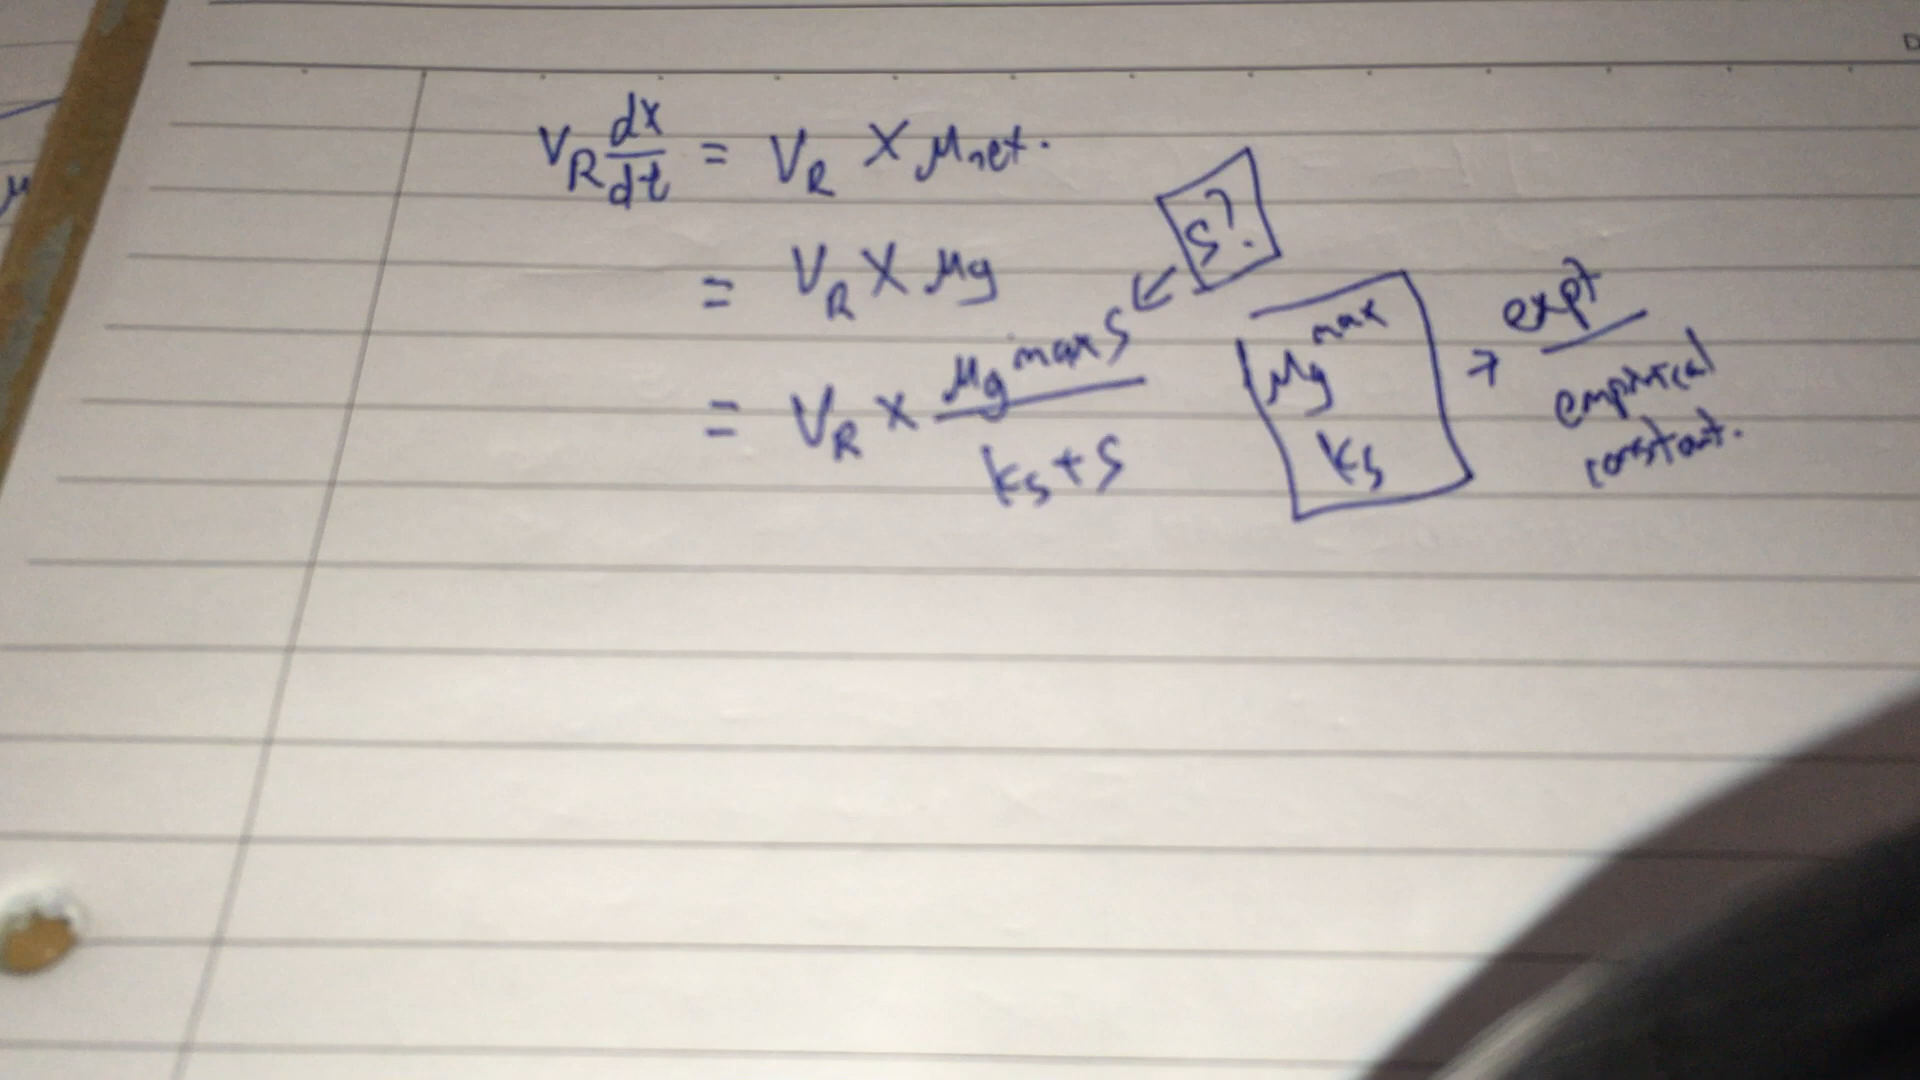 V_R dx/dt = V_R X μnet.
= V_R X μg
S?
= V_R X μg^max S / (ks + S)
μg^max
ks
→ expt
empirical
constant.